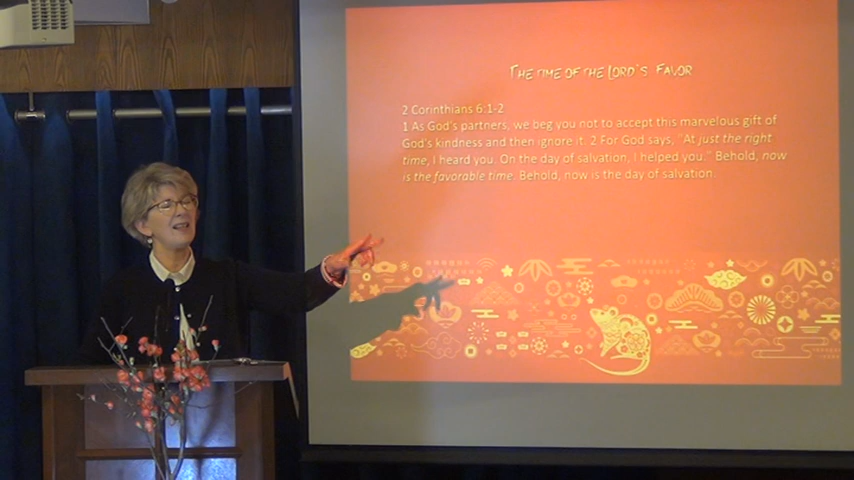 The time of the Lord's Favor
2 Corinthians 6:1-2
1 As God's partners, we beg you not to accept this marvelous gift of
God's kindness and then ignore it. 2 For God says, "At just the right
time, I heard you. On the day of salvation, I helped you." Behold, now
is the favorable time. Behold, now is the day of salvation.